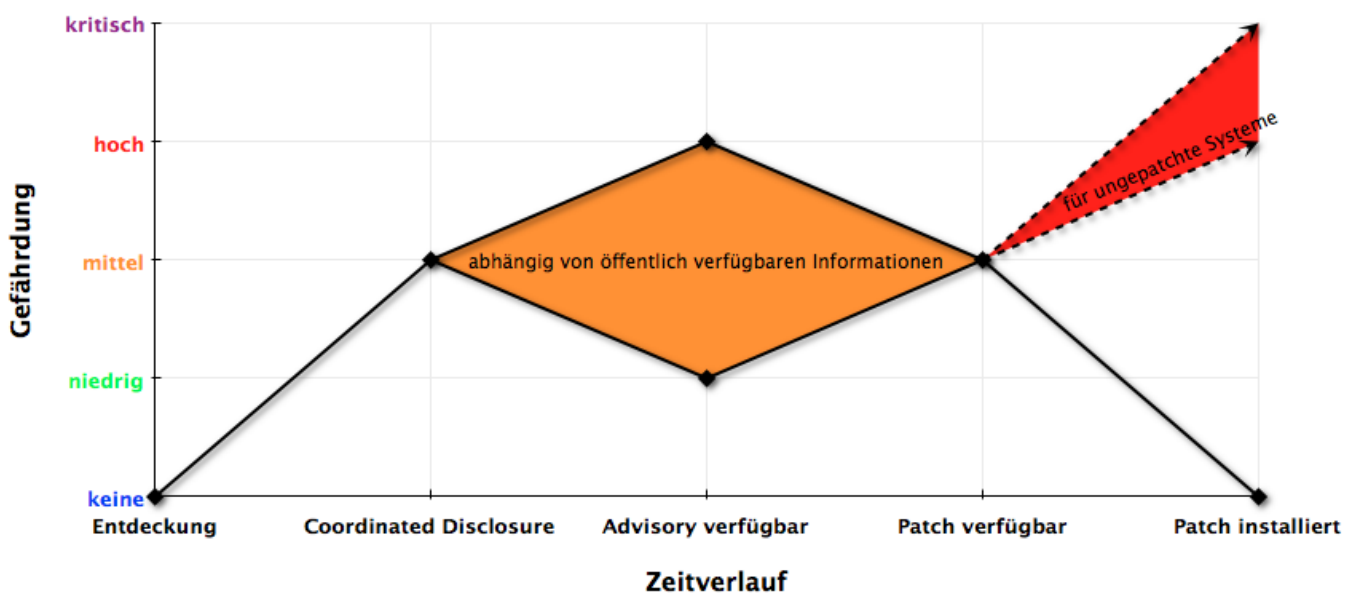 kritisch
hoch
mittel
niedrig
keine
Gefährdung
für ungepatchte Systeme
abhängig von öffentlich verfügbaren Informationen
Entdeckung
Coordinated Disclosure
Advisory verfügbar
Patch verfügbar
Patch installiert
Zeitverlauf